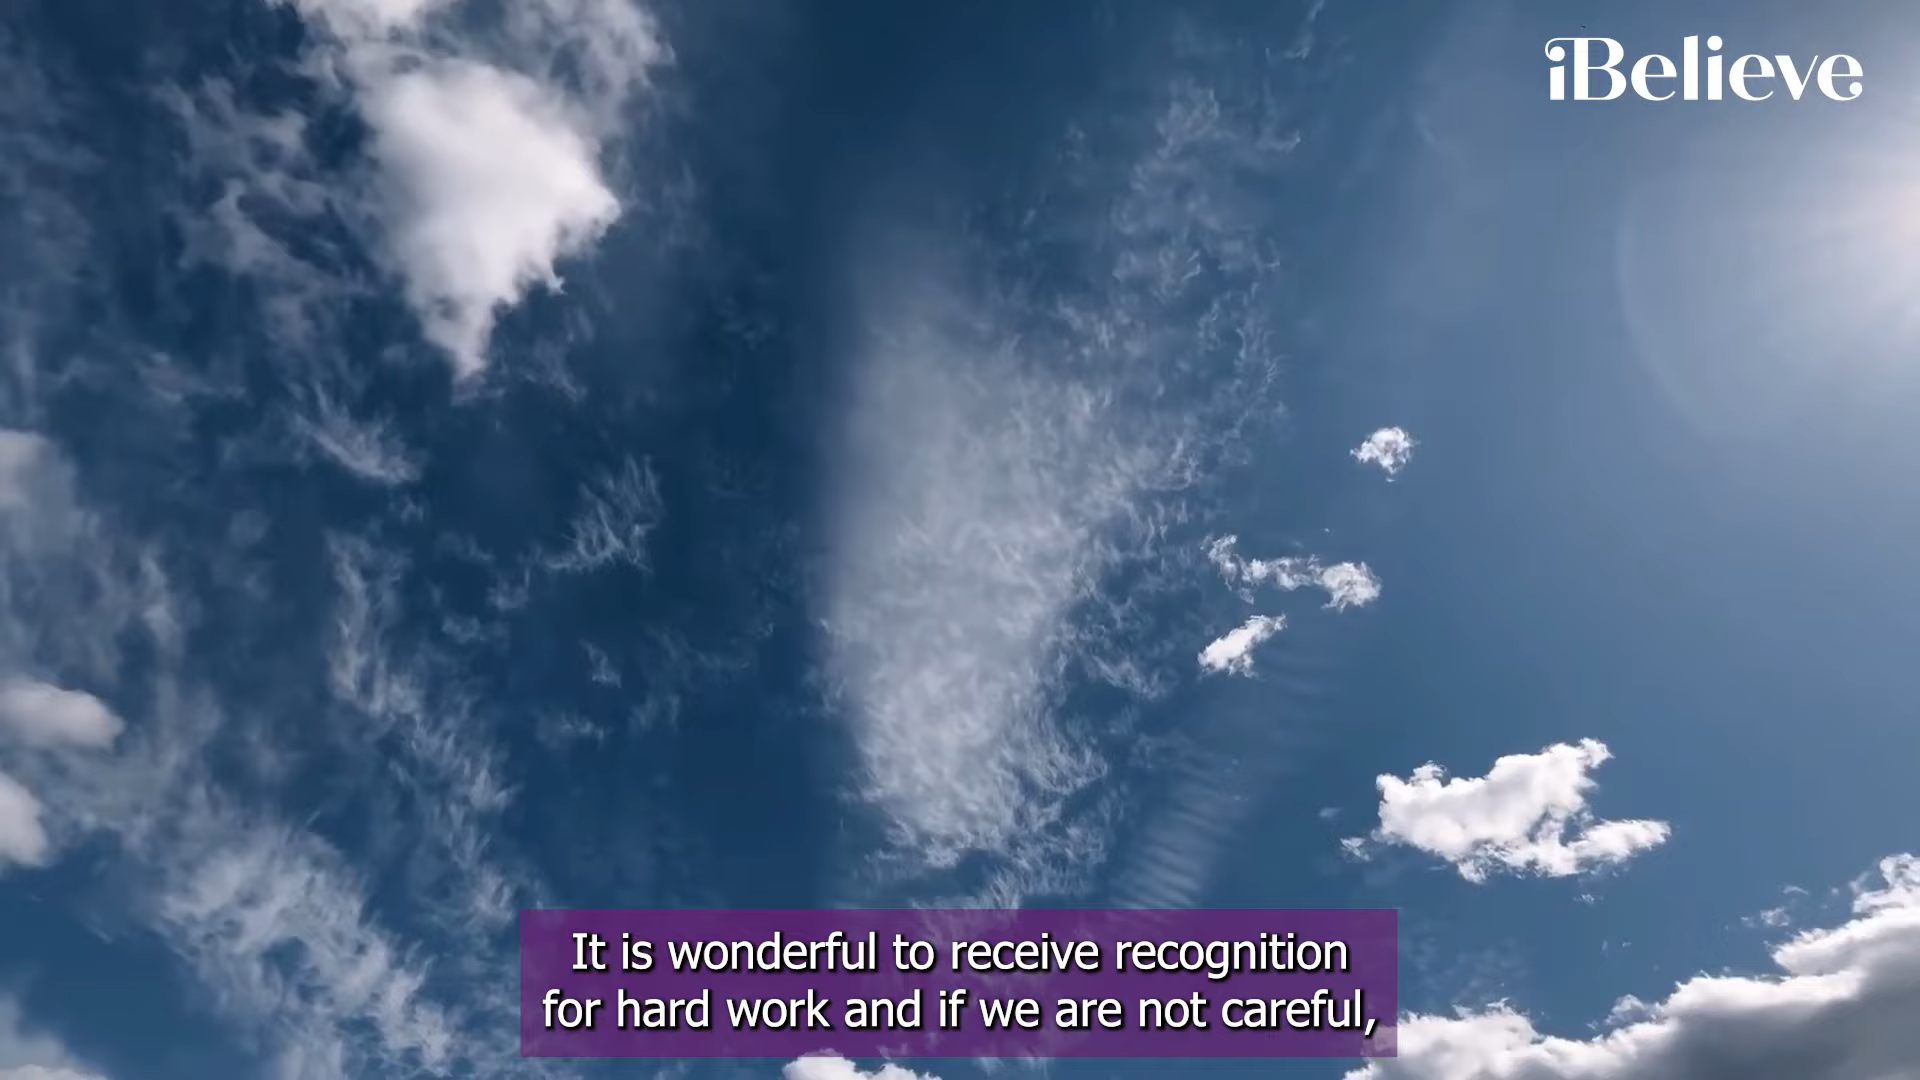 iBelieve
It is wonderful to receive recognition
for hard work and if we are not careful,